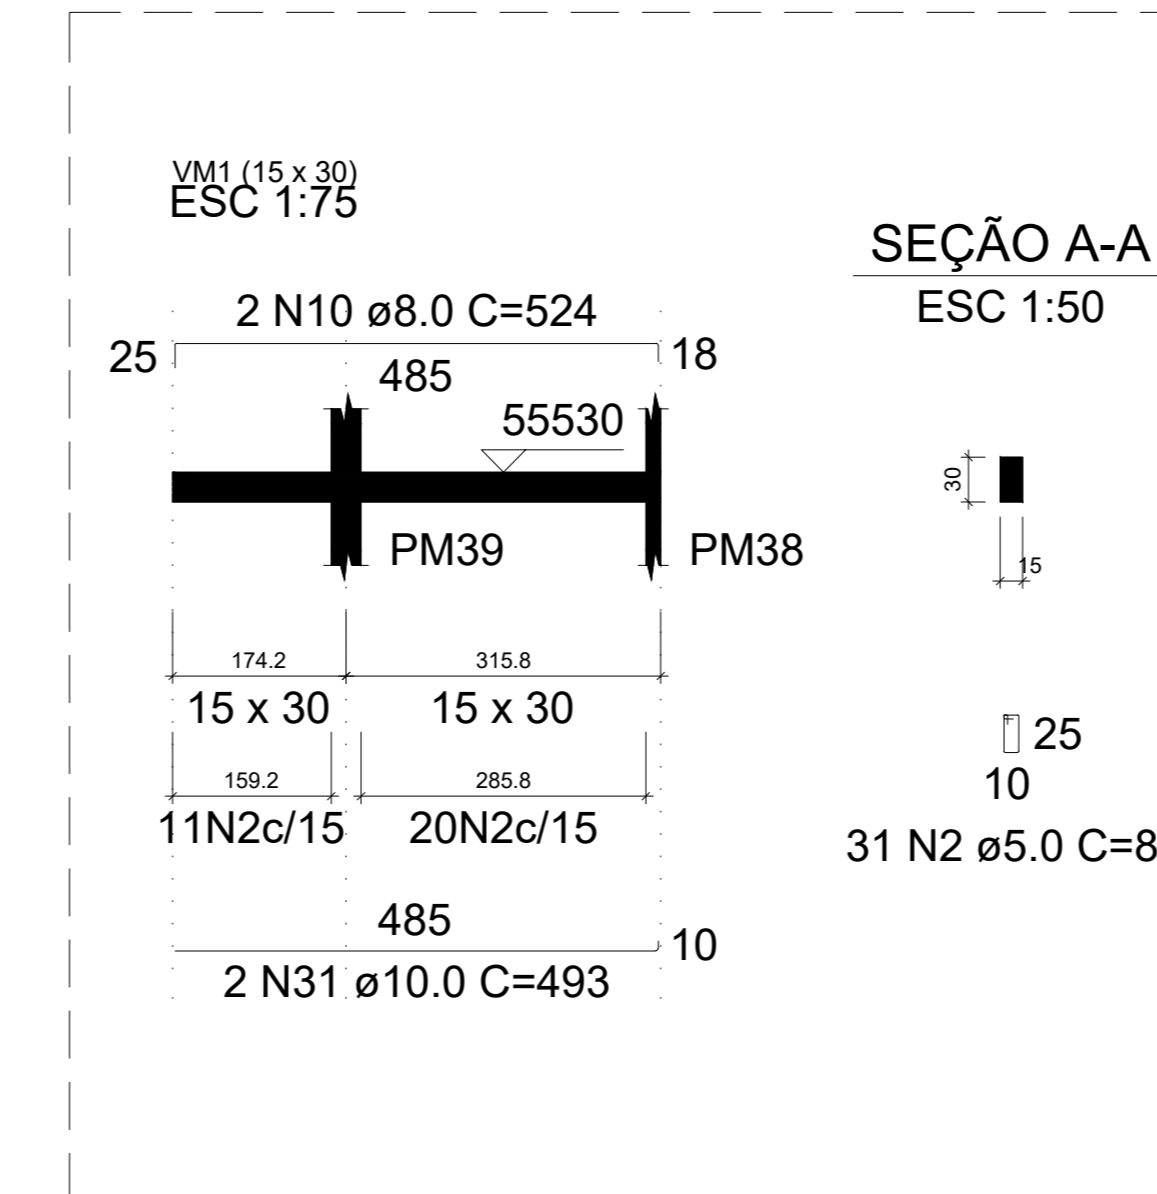 VM1 (15 x 30)
ESC 1:75
SEÇÃO A-A
ESC 1:50
2 N10 ø8.0 C=524
25
18
485
55530
30
PM39
PM38
15
174.2
315.8
15 x 30
15 x 30
25
10
159.2
285.8
11N2c/15
20N2c/15
31 N2 ø5.0 C=8
485
10
2 N31 ø10.0 C=493